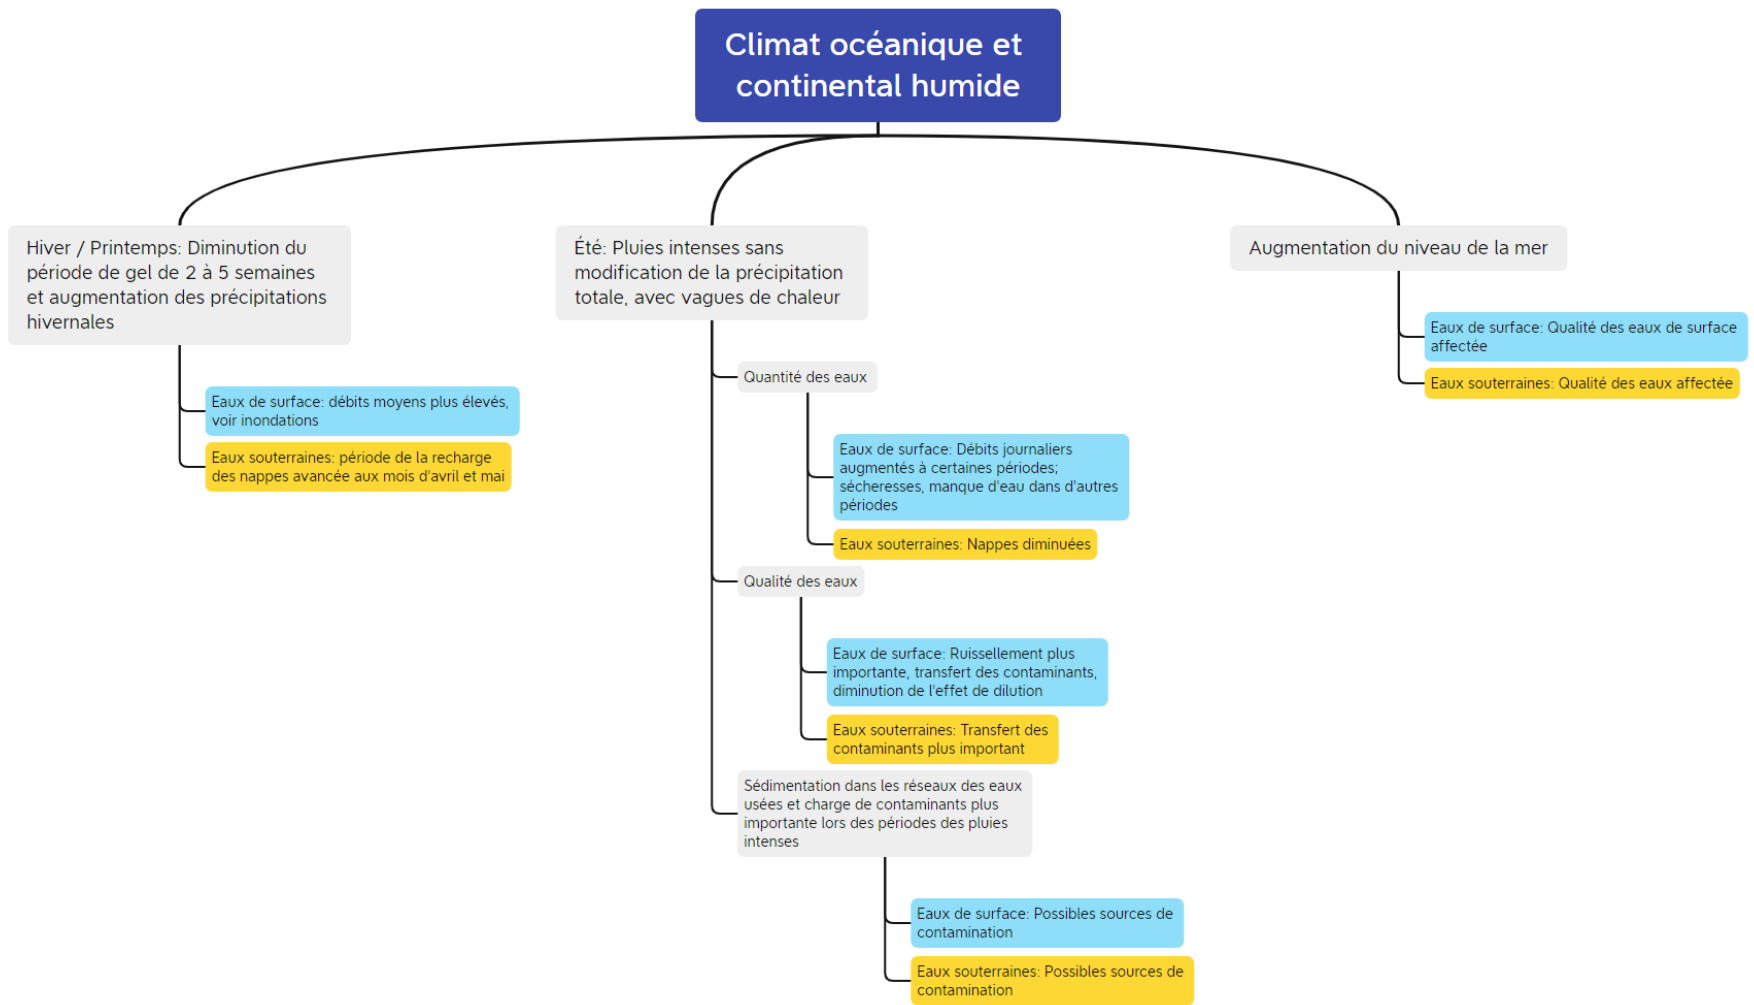 Climat océanique et
continental humide
Hiver / Printemps: Diminution du
période de gel de 2 à 5 semaines
et augmentation des précipitations
hivernales
Eaux de surface: débits moyens plus élevés,
voir inondations
Eaux souterraines: période de la recharge
des nappes avancée aux mois d'avril et mai
Été: Pluies intenses sans
modification de la précipitation
totale, avec vagues de chaleur
Quantité des eaux
Eaux de surface: Débits journaliers
augmentés à certaines périodes;
sécheresses, manque d'eau dans d'autres
périodes
Eaux souterraines: Nappes diminuées
Qualité des eaux
Eaux de surface: Ruissellement plus
importante, transfert des contaminants,
diminution de l'effet de dilution
Eaux souterraines: Transfert des
contaminants plus important
Sédimentation dans les réseaux des eaux
usées et charge de contaminants plus
importante lors des périodes des pluies
intenses
Eaux de surface: Possibles sources de
contamination
Eaux souterraines: Possibles sources de
contamination
Augmentation du niveau de la mer
Eaux de surface: Qualité des eaux de surface
affectée
Eaux souterraines: Qualité des eaux affectée